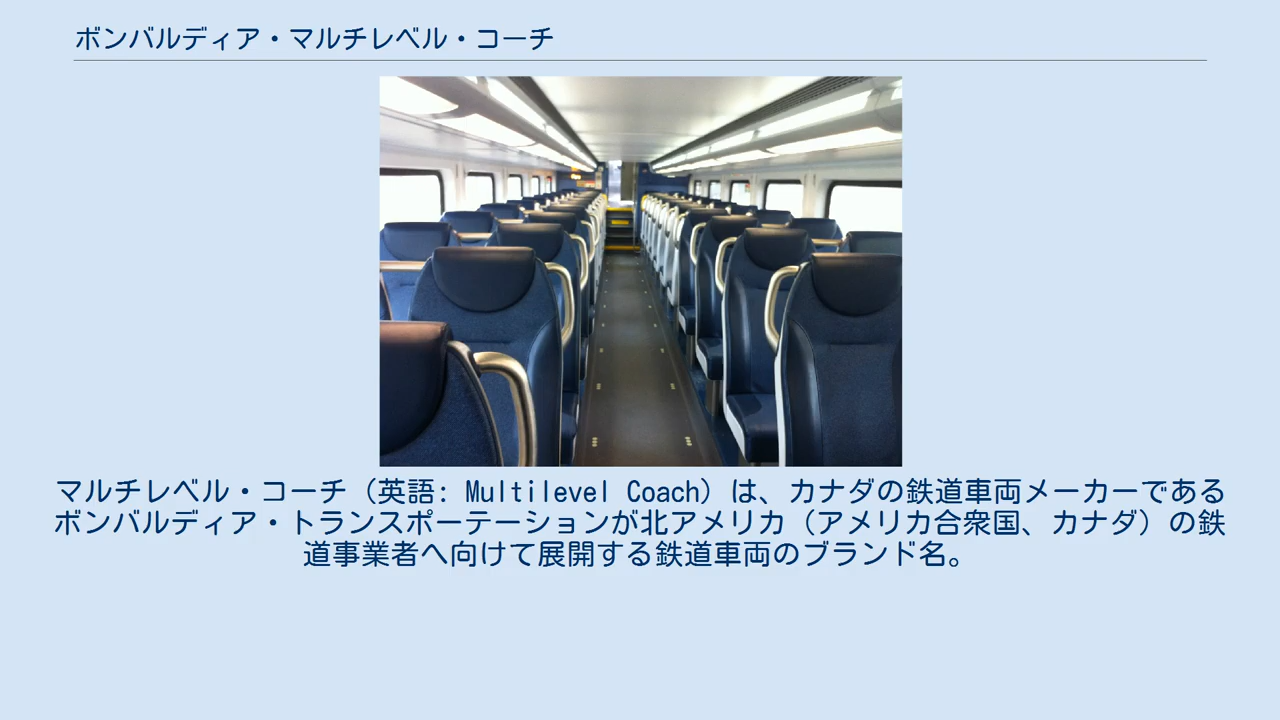 ボンバルディア・マルチレベル・コーチ
マルチレベル・コーチ（英語: Multilevel Coach）は、カナダの鉄道車両メーカーである
ボンバルディア・トランスポーテーションが北アメリカ（アメリカ合衆国、カナダ）の鉄
道事業者へ向けて展開する鉄道車両のブランド名。